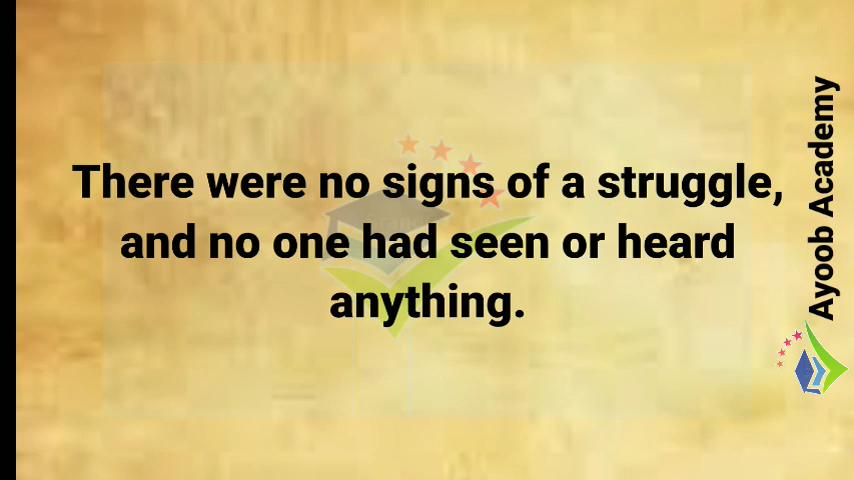 There were no signs of a struggle,
and no one had seen or heard
anything.
Ayoob Academy